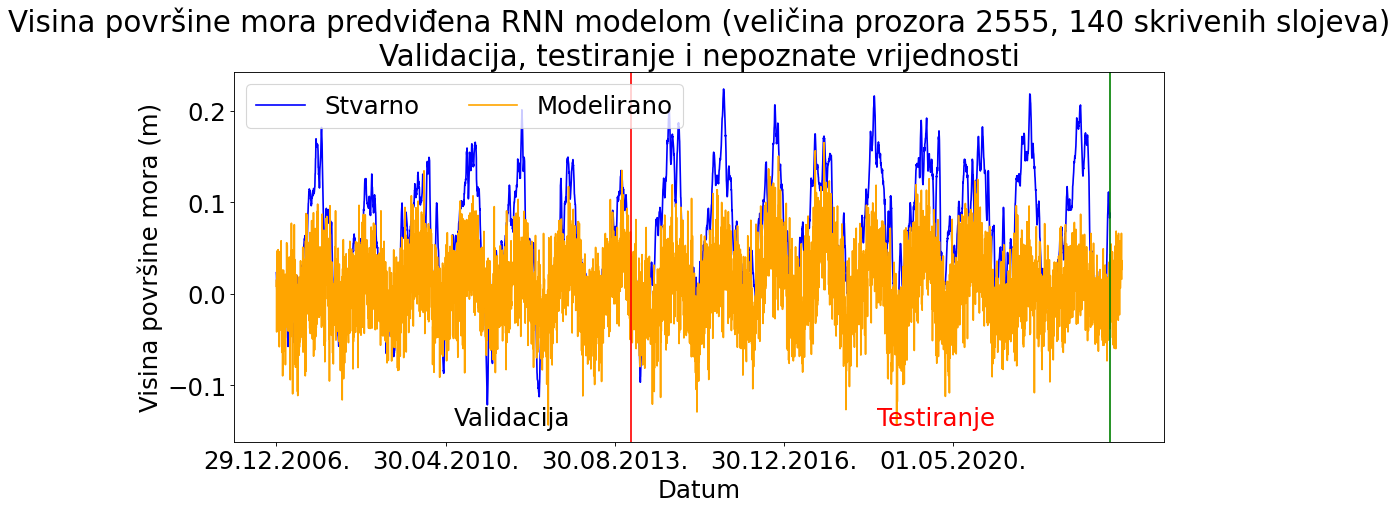 Visina površine mora predviđena RNN modelom (veličina prozora 2555, 140 skrivenih slojeva)
Validacija, testiranje i nepoznate vrijednosti
Stvarno Modelirano
Visina površine mora (m)
0.2
0.1
0.0
−0.1
Validacija Testiranje
29.12.2006. 30.04.2010. 30.08.2013. 30.12.2016. 01.05.2020.
Datum